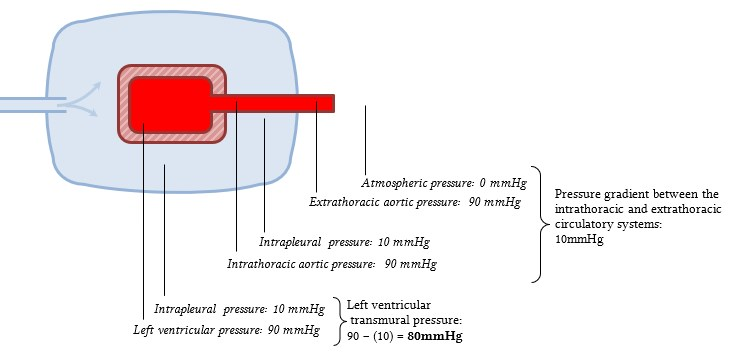 Atmospheric pressure: 0 mmHg
Extrathoracic aortic pressure: 90 mmHg
Pressure gradient between the
intrathoracic and extrathoracic
circulatory systems:
10mmHg
Intrapleural pressure: 10 mmHg
Intrathoracic aortic pressure: 90 mmHg
Intrapleural pressure: 10 mmHg
Left ventricular pressure: 90 mmHg
Left ventricular
transmural pressure:
90 – (10) = 80mmHg